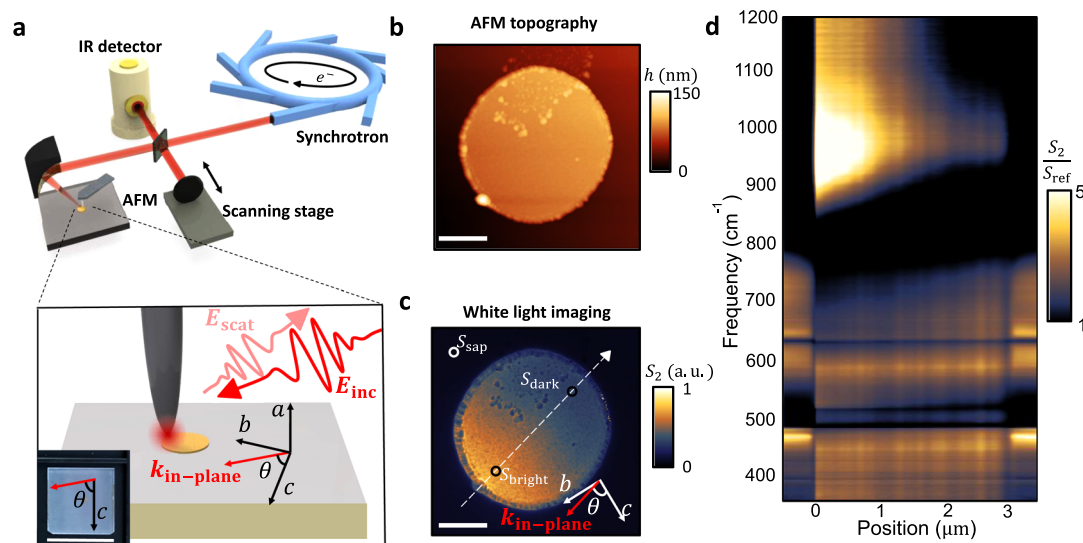 a
IR detector
e⁻
Synchrotron
AFM
Scanning stage
E_scat
E_inc
a
b
k_in−plane
θ
c
θ
c
b
AFM topography
h (nm)
150
0
c
White light imaging
S_sap
S_dark
S_bright
b
k_in−plane
θ
c
S₂ (a. u.)
1
0
d
1200
1100
1000
900
800
700
600
500
400
Frequency (cm⁻¹)
0 1 2 3
Position (μm)
S₂
S_ref
5
1